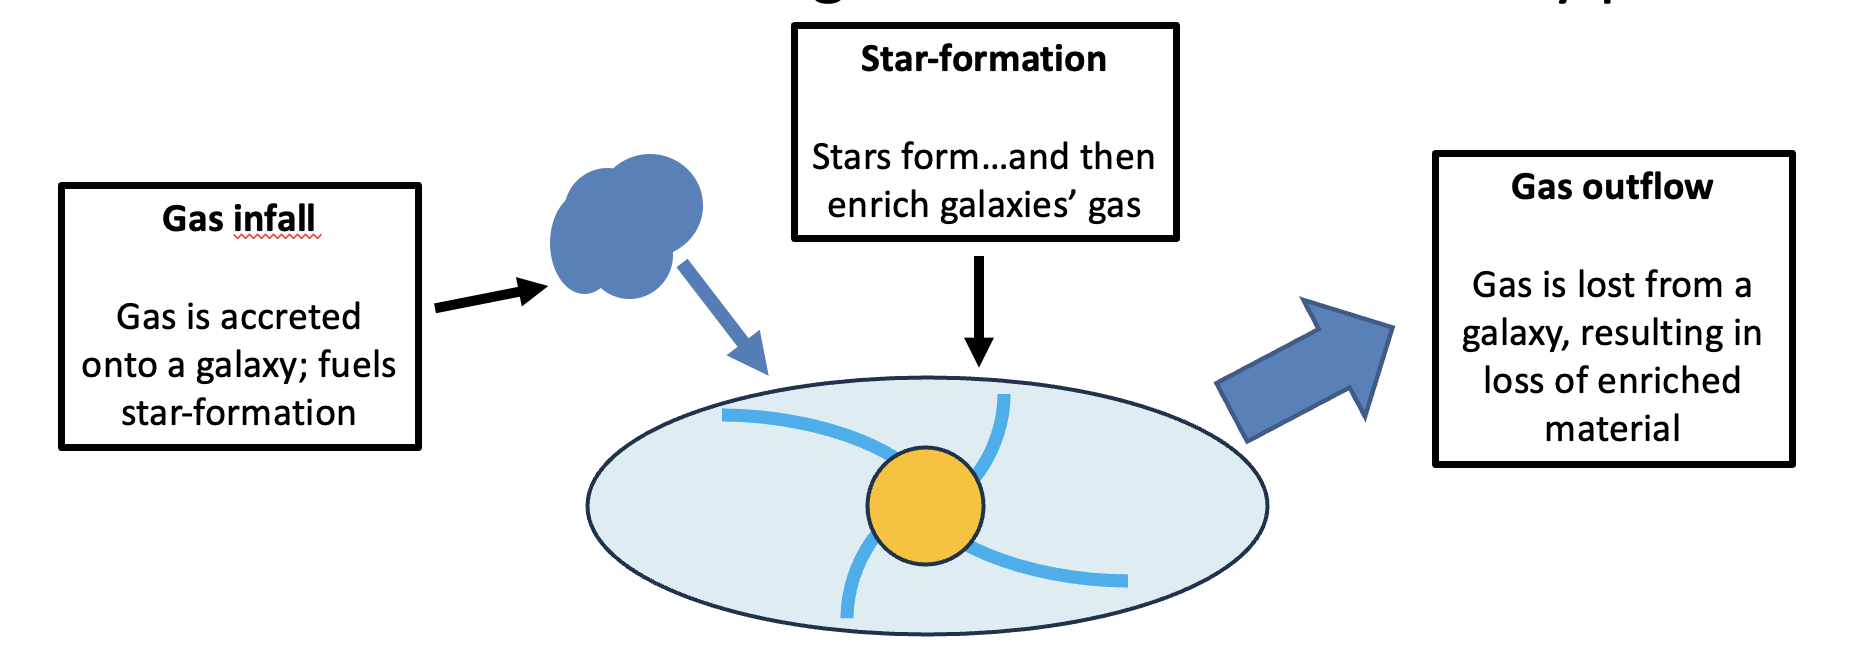 Star-formation
Stars form...and then
enrich galaxies’ gas
Gas infall
Gas is accreted
onto a galaxy; fuels
star-formation
Gas outflow
Gas is lost from a
galaxy, resulting in
loss of enriched
material